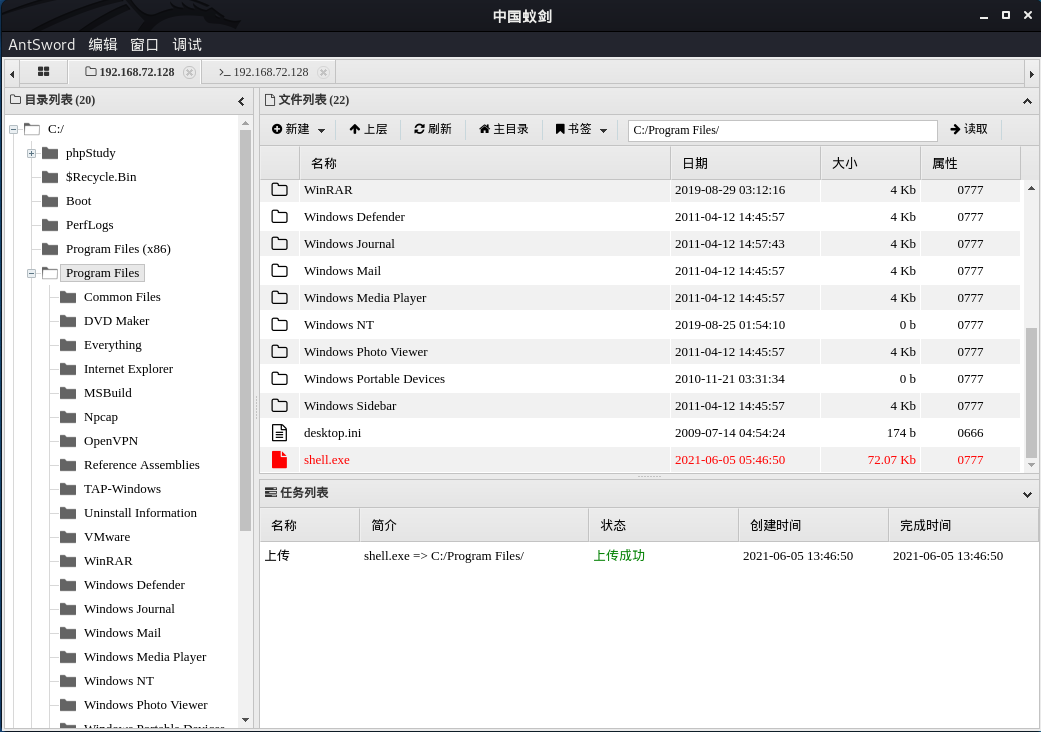 中国蚁剑
AntSword 编辑 窗口 调试
192.168.72.128 >_ 192.168.72.128
目录列表 (20)
C:/
phpStudy
$Recycle.Bin
Boot
PerfLogs
Program Files (x86)
Program Files
Common Files
DVD Maker
Everything
Internet Explorer
MSBuild
Npcap
OpenVPN
Reference Assemblies
TAP-Windows
Uninstall Information
VMware
WinRAR
Windows Defender
Windows Journal
Windows Mail
Windows Media Player
Windows NT
Windows Photo Viewer
Windows Portable Devices
文件列表 (22)
新建 上层 刷新 主目录 书签 C:/Program Files/ 读取
名称 日期 大小 属性
WinRAR 2019-08-29 03:12:16 4 Kb 0777
Windows Defender 2011-04-12 14:45:57 4 Kb 0777
Windows Journal 2011-04-12 14:57:43 4 Kb 0777
Windows Mail 2011-04-12 14:45:57 4 Kb 0777
Windows Media Player 2011-04-12 14:45:57 4 Kb 0777
Windows NT 2019-08-25 01:54:10 0 b 0777
Windows Photo Viewer 2011-04-12 14:45:57 4 Kb 0777
Windows Portable Devices 2010-11-21 03:31:34 0 b 0777
Windows Sidebar 2011-04-12 14:45:57 4 Kb 0777
desktop.ini 2009-07-14 04:54:24 174 b 0666
shell.exe 2021-06-05 05:46:50 72.07 Kb 0777
任务列表
名称 简介 状态 创建时间 完成时间
上传 shell.exe => C:/Program Files/ 上传成功 2021-06-05 13:46:50 2021-06-05 13:46:50